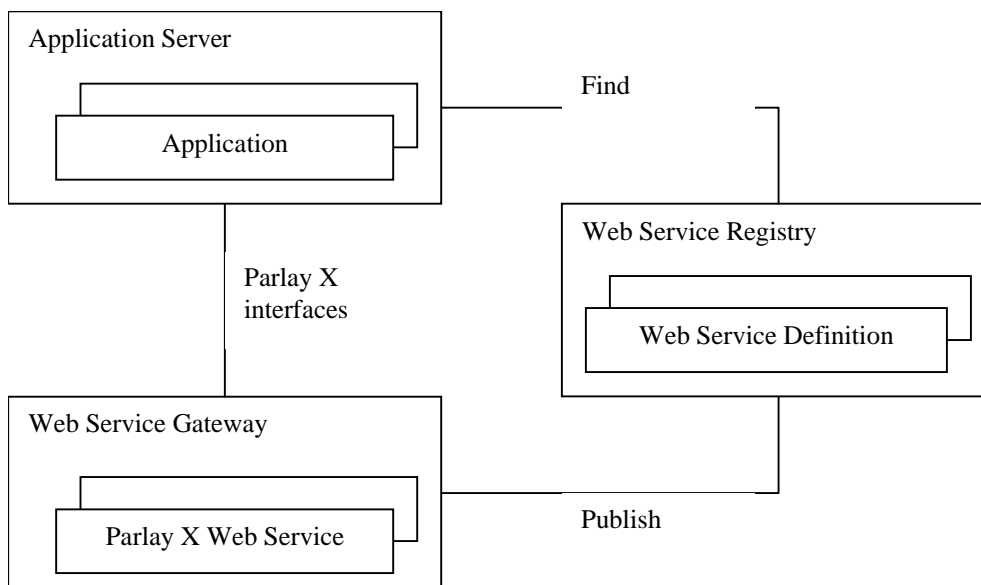 Application Server
Find
Application
Web Service Registry
Parlay X
interfaces
Web Service Definition
Web Service Gateway
Publish
Parlay X Web Service